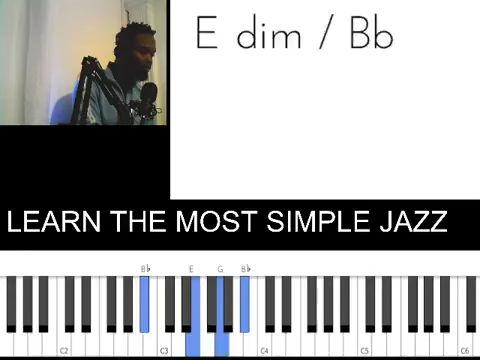 E dim / Bb
LEARN THE MOST SIMPLE JAZZ
B♭ E G B♭
C2 C3 C4 C5 C6